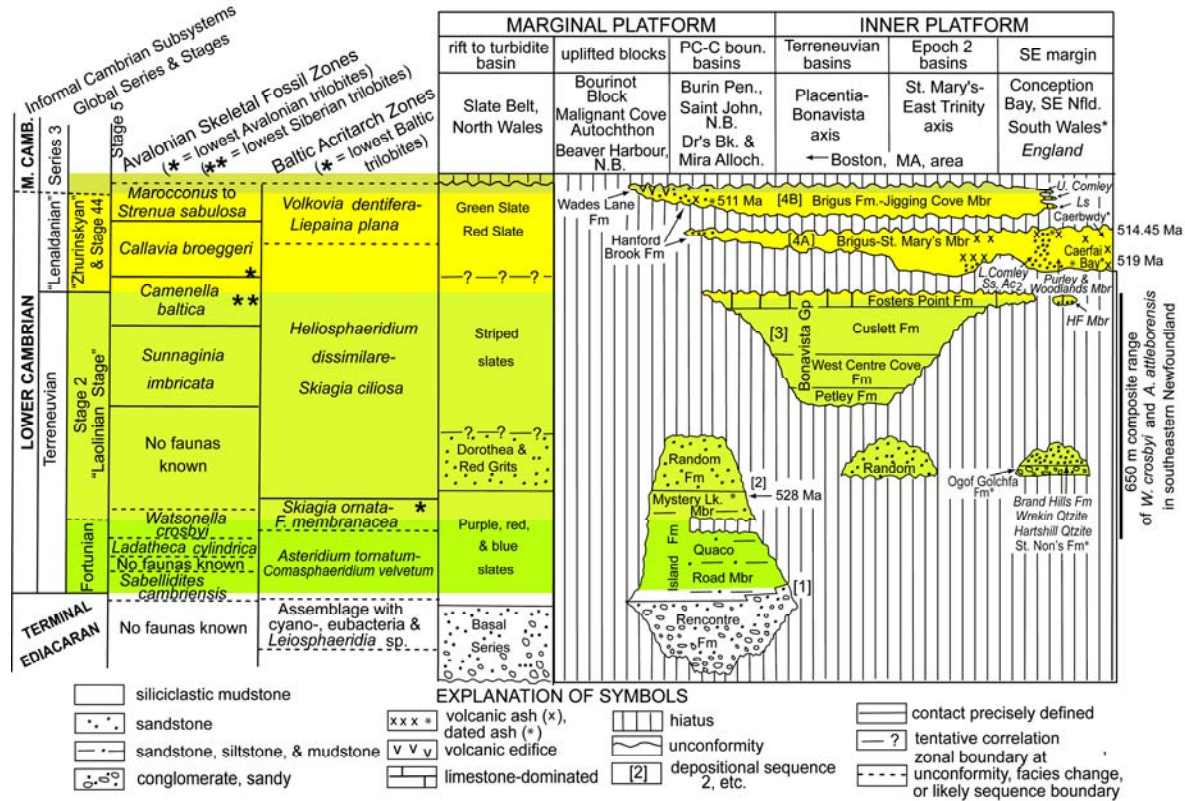 MARGINAL PLATFORM
INNER PLATFORM
rift to turbidite
basin
uplifted blocks
PC-C boun.
basins
Terreneuvian
basins
Epoch 2
basins
SE margin
Slate Belt,
North Wales
Bourinot
Block
Malignant Cove
Autochthon
Beaver Harbour,
N.B.
Burin Pen.,
Saint John,
N.B.
Dr's Bk. &
Mira Alloch.
Placentia-
Bonavista
axis
St. Mary's-
East Trinity
axis
← Boston, MA, area
Conception
Bay, SE Nfld.
South Wales*
England
Informal Cambrian Subsystems
Global Series & Stages
Stage 5
Avalonian Skeletal Fossil Zones
(* = lowest Avalonian trilobites)
(** = lowest Siberian trilobites)
Baltic Acritarch Zones
(* = lowest Baltic
trilobites)
M. CAMB.
Series 3
LOWER CAMBRIAN
"Lenaldanian"
"Zhurinskyan"
& Stage 44
Terreneuvian
Stage 2
"Laolinian Stage"
Fortunian
TERMINAL
EDIACARAN
Marocconus to
Strenua sabulosa
Callavia broeggeri
*
Camenella
baltica
**
Sunnaginia
imbricata
No faunas
known
Watsonella
crosbyi
Ladatheca cylindrica
No faunas known
Sabellidites
cambriensis
No faunas known
Volkovia dentifera-
Liepaina plana
Heliosphaeridium
dissimilare-
Skiagia ciliosa
Skiagia ornata-
F. membranacea
*
Asteridium tornatum-
Comasphaeridium velvetum
Assemblage with
cyano-, eubacteria &
Leiosphaeridia sp.
Green Slate
Red Slate
? ?
Striped
slates
? ?
Dorothea &
Red Grits
Purple, red,
& blue
slates
Basal
Series
Wades Lane
Fm
Hanford
Brook Fm
x x * 511 Ma
[4B]
Brigus Fm.-Jigging Cove Mbr
U. Comley
Ls
Caerbwdy*
[4A]
Brigus-St. Mary's Mbr
x x
x x x
Caerfai
Bay*
514.45 Ma
519 Ma
L.Comley
Ss, Ac2
Purley &
Woodlands Mbr
HF Mbr
[3]
Bonavista Gp
Fosters Point Fm
Cuslett Fm
West Centre Cove
Fm
Petley Fm
Random
Fm
[2]
Mystery Lk. *
Mbr
528 Ma
Island Fm
Quaco
Road Mbr
[1]
Rencontre
Fm
Random
Ogof Golchfa
Fm*
Brand Hills Fm
Wrekin Qtzite
Hartshill Qtzite
St. Non's Fm*
650 m composite range
of W. crosbyi and A. attleborensis
in southeastern Newfoundland
EXPLANATION OF SYMBOLS
siliciclastic mudstone
sandstone
sandstone, siltstone, & mudstone
conglomerate, sandy
x x x *
volcanic ash (x),
dated ash (*)
v v v
volcanic edifice
limestone-dominated
hiatus
unconformity
[2]
depositional sequence
2, etc.
contact precisely defined
?
tentative correlation
zonal boundary at
unconformity, facies change,
or likely sequence boundary